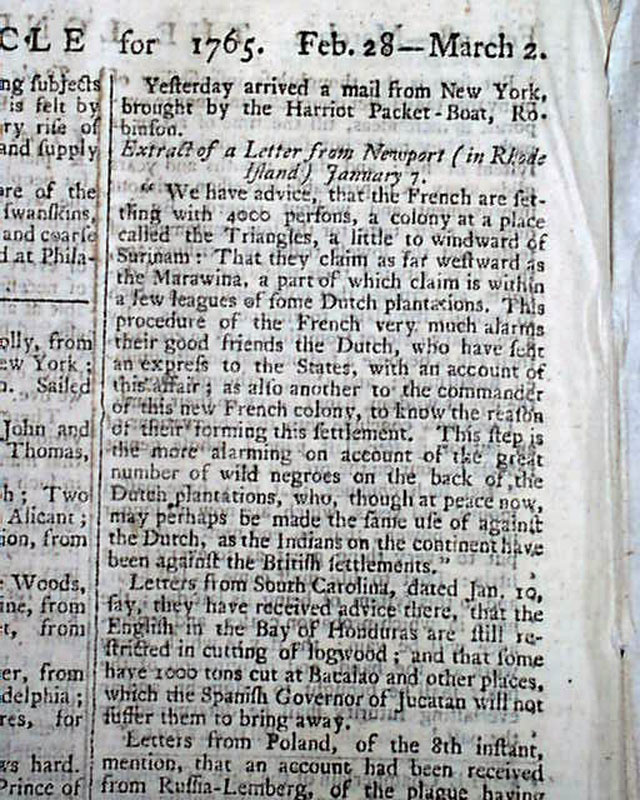 CLE for 1765. Feb. 28—March 2.
ng ſubjects
is felt by
ry riſe of
and ſupply
re of the
ſwanſkins,
and coarſe
d at Phila-
olly, from
ew York ;
n. Sailed
John and
Thomas,
h ; Two
Alicant ;
ion, from
: Woods,
ine, from
t, from
er, from
delphia ;
res, for
s hard.
Prince of
Yeſterday arrived a mail from New York,
brought by the Harriot Packet-Boat, Ro-
binſon.
Extract of a Letter from Newport (in Rhode
Iſland) January 7.
“ We have advice, that the French are ſet-
tling with 4000 perſons, a colony at a place
called the Triangles, a little to windward of
Surinam : That they claim as far weſtward as
the Marawina, a part of which claim is within
a few leagues of ſome Dutch plantations. This
procedure of the French very much alarms
their good friends the Dutch, who have ſent
an expreſs to the States, with an account of
this affair ; as alſo another to the commander
of this new French colony, to know the reaſon
of their forming this ſettlement. This ſtep is
the more alarming on account of the great
number of wild negroes on the back of the
Dutch plantations, who, though at peace now,
may perhaps be made the ſame uſe of againſt
the Dutch, as the Indians on the continent have
been againſt the Britiſh ſettlements.”
Letters from South Carolina, dated Jan. 10,
ſay, they have received advice there, that the
Engliſh in the Bay of Honduras are ſtill re-
ſtricted in cutting of logwood ; and that ſome
have 1000 tons cut at Bacalao and other places,
which the Spaniſh Governor of Jucatan will not
ſuffer them to bring away.
Letters from Poland, of the 8th inſtant,
mention, that an account had been received
from Ruſſia-Lemberg, of the plague having